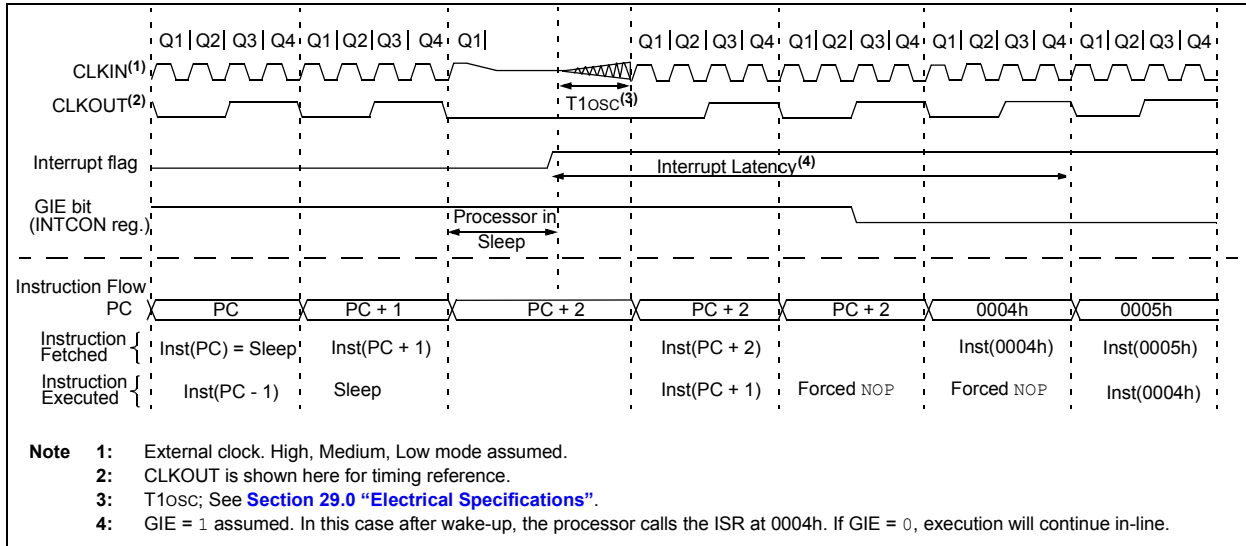 Q1| Q2| Q3| Q4 Q1| Q2| Q3| Q4 Q1| Q1| Q2| Q3| Q4 Q1| Q2| Q3| Q4 Q1| Q2| Q3| Q4 Q1| Q2| Q3| Q4
CLKIN(1)
CLKOUT(2) T1OSC(3)
Interrupt flag Interrupt Latency(4)
GIE bit
(INTCON reg.) Processor in
Sleep
Instruction Flow
PC PC PC + 1 PC + 2 PC + 2 PC + 2 0004h 0005h
Instruction
Fetched { Inst(PC) = Sleep Inst(PC + 1) Inst(PC + 2) Inst(0004h) Inst(0005h)
Instruction
Executed { Inst(PC - 1) Sleep Inst(PC + 1) Forced NOP Forced NOP Inst(0004h)
Note 1: External clock. High, Medium, Low mode assumed.
2: CLKOUT is shown here for timing reference.
3: T1OSC; See Section 29.0 “Electrical Specifications”.
4: GIE = 1 assumed. In this case after wake-up, the processor calls the ISR at 0004h. If GIE = 0, execution will continue in-line.